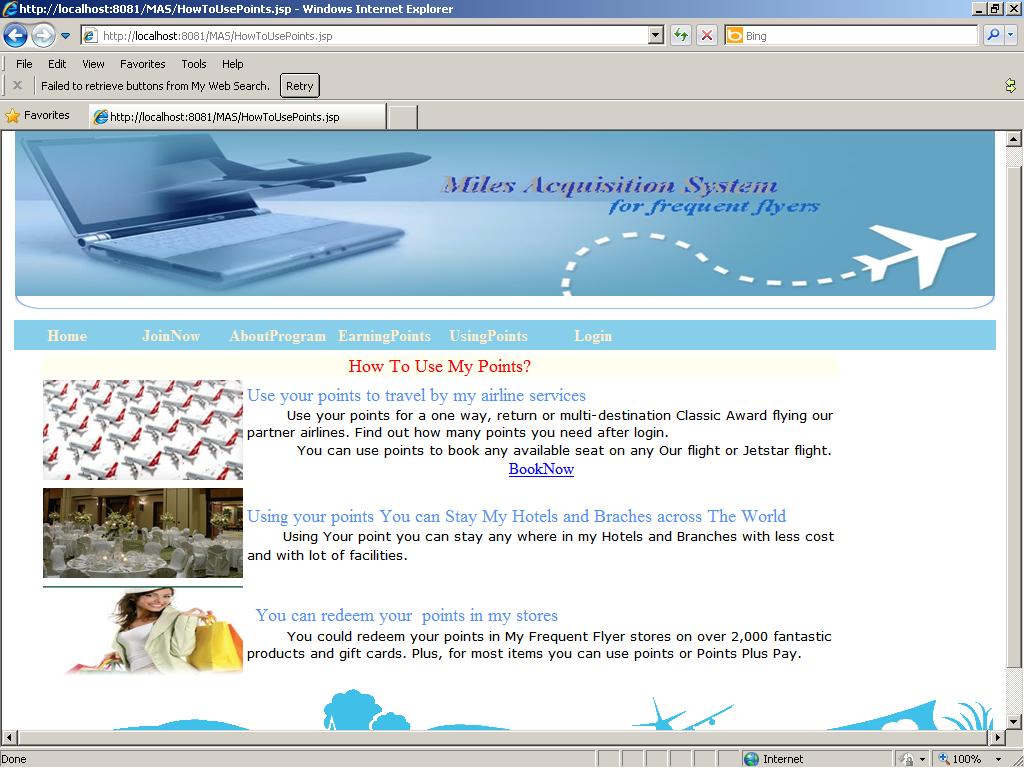 http://localhost:8081/MAS/HowToUsePoints.jsp - Windows Internet Explorer
http://localhost:8081/MAS/HowToUsePoints.jsp
Bing
File Edit View Favorites Tools Help
Failed to retrieve buttons from My Web Search. Retry
Favorites http://localhost:8081/MAS/HowToUsePoints.jsp
Miles Acquisition System
for frequent flyers
Home JoinNow AboutProgram EarningPoints UsingPoints Login
How To Use My Points?
Use your points to travel by my airline services
Use your points for a one way, return or multi-destination Classic Award flying our
partner airlines. Find out how many points you need after login.
You can use points to book any available seat on any Our flight or Jetstar flight.
BookNow
Using your points You can Stay My Hotels and Braches across The World
Using Your point you can stay any where in my Hotels and Branches with less cost
and with lot of facilities.
You can redeem your points in my stores
You could redeem your points in My Frequent Flyer stores on over 2,000 fantastic
products and gift cards. Plus, for most items you can use points or Points Plus Pay.
Done Internet 100%